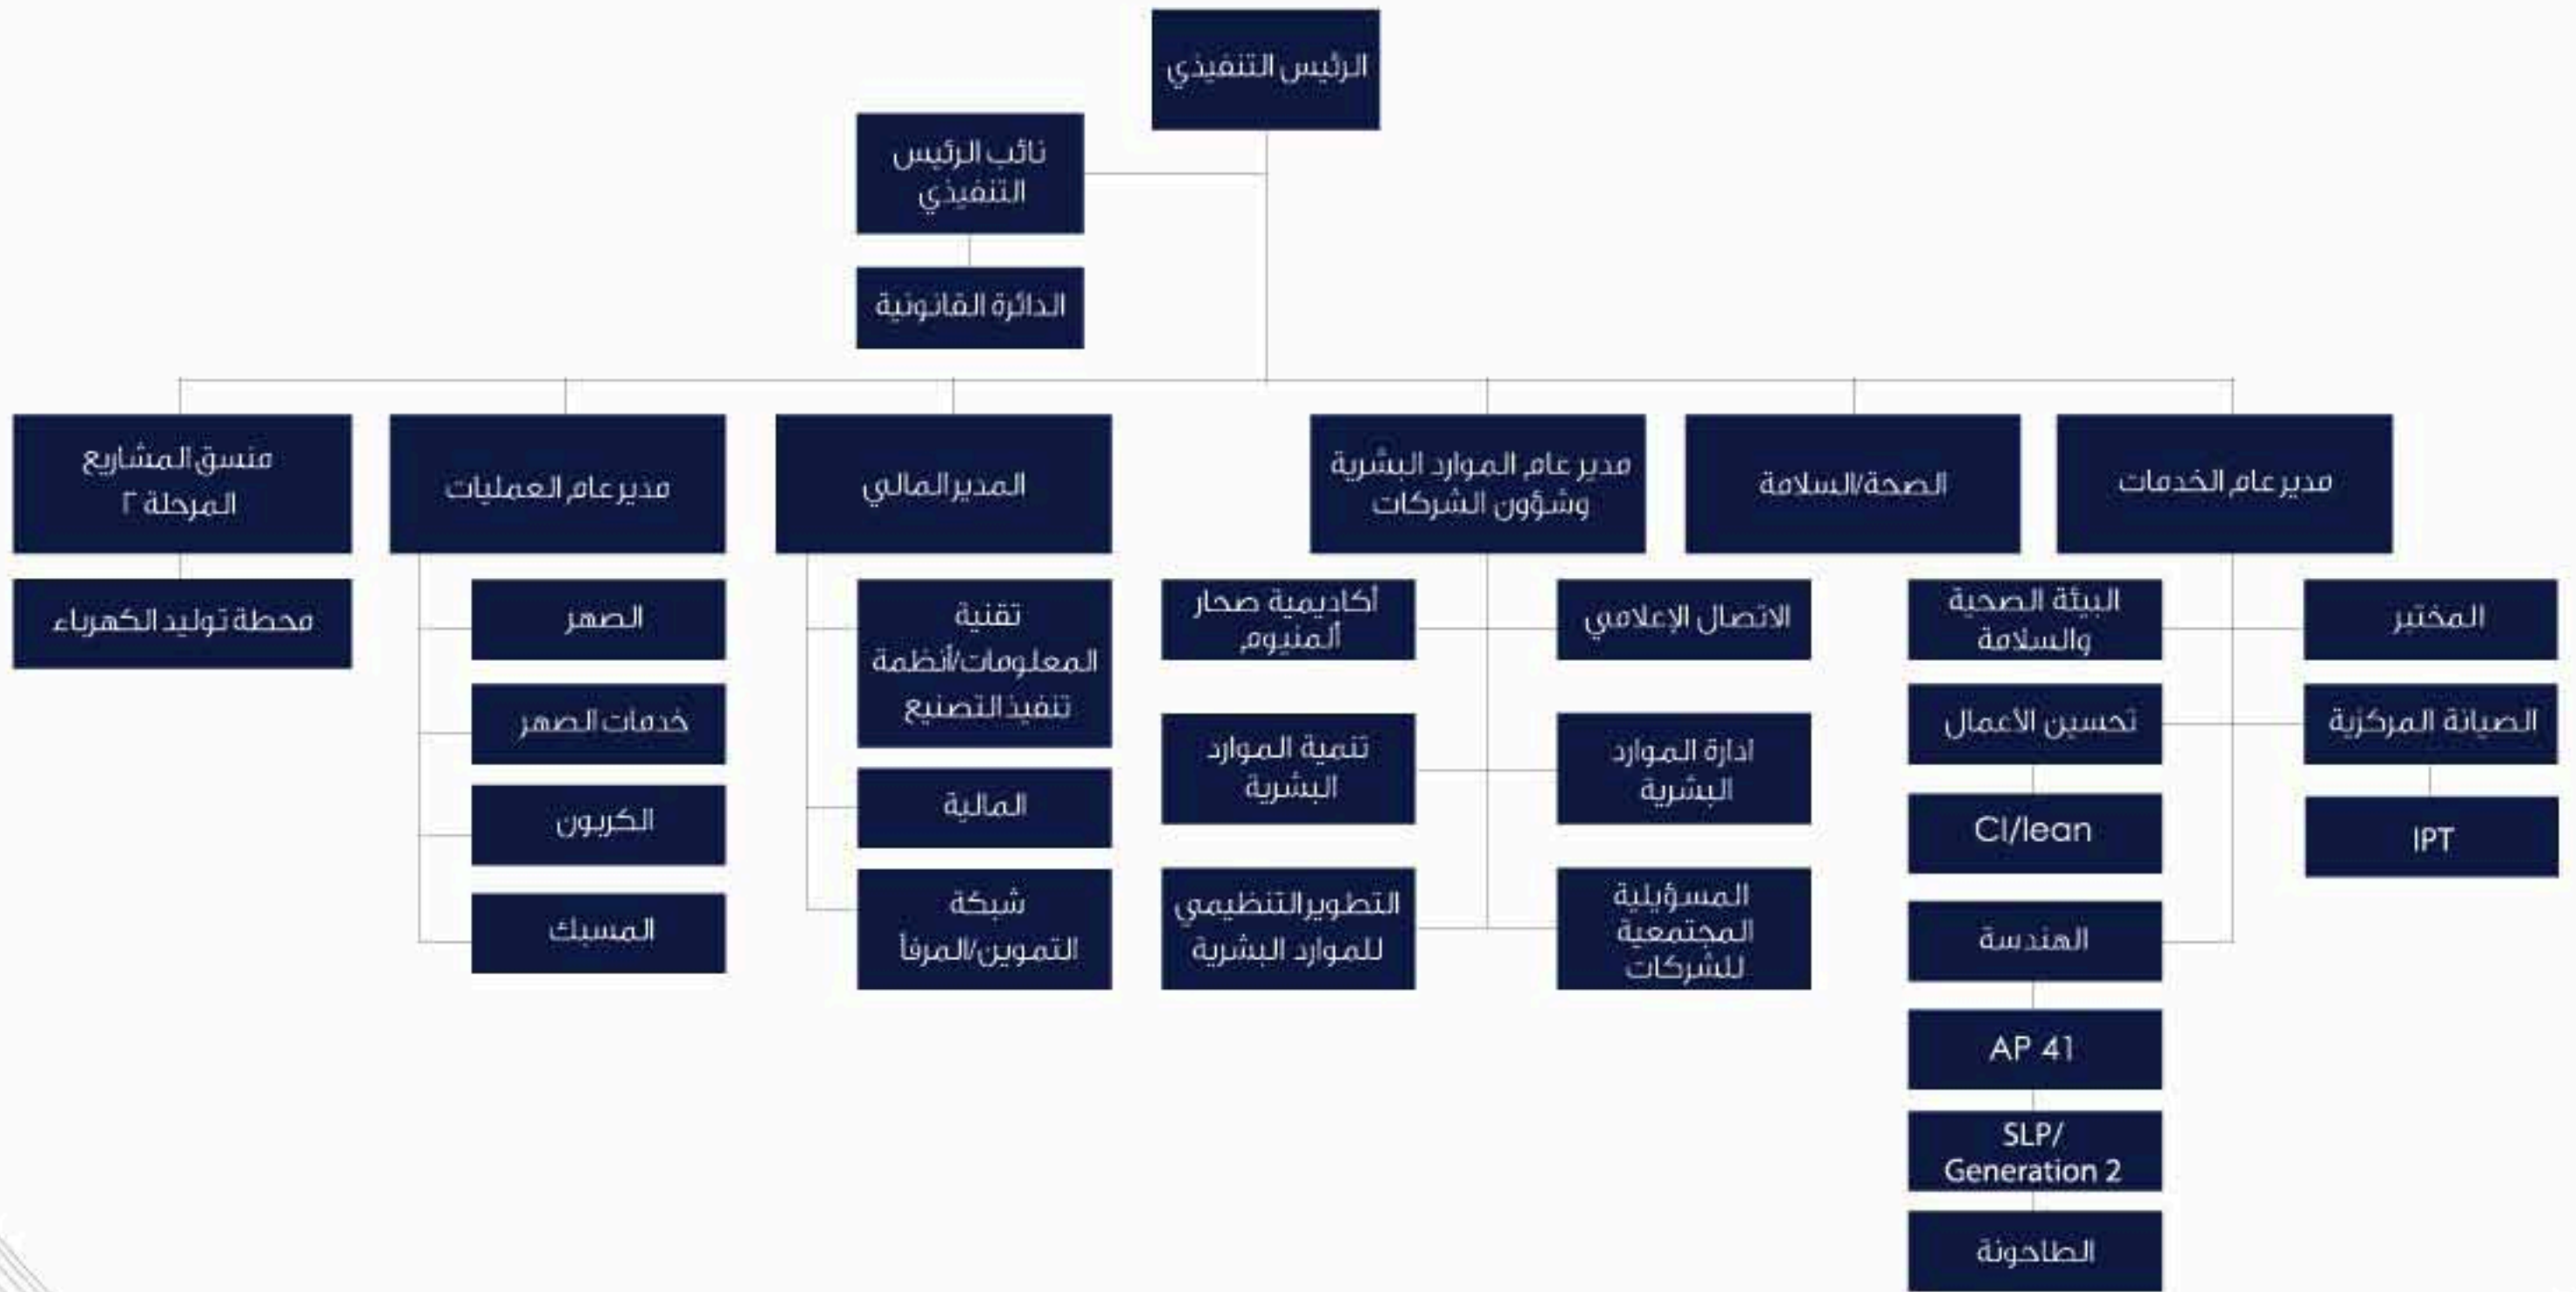 الرئيس التنفيذي
نائب الرئيس
التنفيذي
الدائرة القانونية
مدير عام الخدمات
الصحة/السلامة
مدير عام الموارد البشرية
وشؤون الشركات
المدير المالي
مدير عام العمليات
منسق المشاريع
المرحلة ٢
المختبر
الصيانة المركزية
IPT
البيئة الصحية
والسلامة
تحسين الأعمال
CI/lean
الهندسة
AP 41
SLP/
Generation 2
الطاحونة
الاتصال الإعلامي
ادارة الموارد
البشرية
المسؤيلية
المجتمعية
للشركات
أكاديمية صحار
ألمنيوم
تنمية الموارد
البشرية
التطوير التنظيمي
للموارد البشرية
تقنية
المعلومات/أنظمة
تنفيذ التصنيع
المالية
شبكة
التموين/المرفأ
الصهر
خدمات الصهر
الكربون
المسبك
محطة توليد الكهرباء